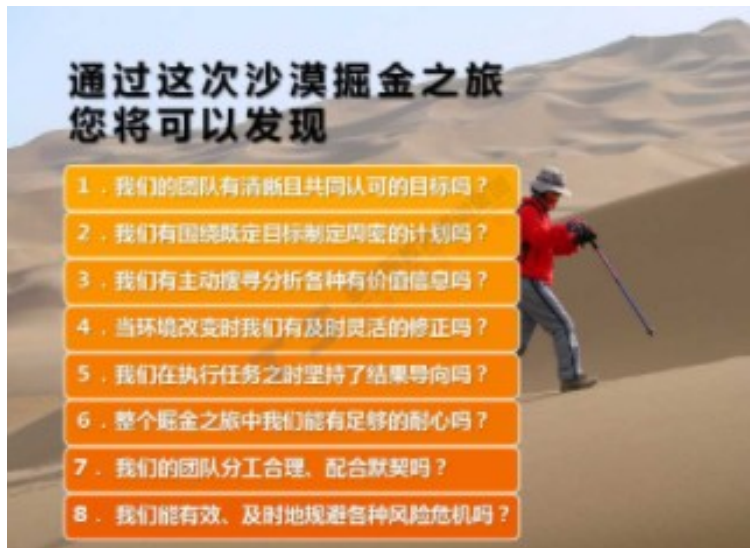 通过这次沙漠掘金之旅
您将可以发现
1．我们的团队有清晰且共同认可的目标吗？
2．我们有围绕既定目标制定周密的计划吗？
3．我们有主动搜寻分析各种有价值信息吗？
4．当环境改变时我们有及时灵活的修正吗？
5．我们在执行任务之时坚持了结果导向吗？
6．整个掘金之旅中我们能有足够的耐心吗？
7．我们的团队分工合理、配合默契吗？
8．我们能有效、及时地规避各种风险危机吗？